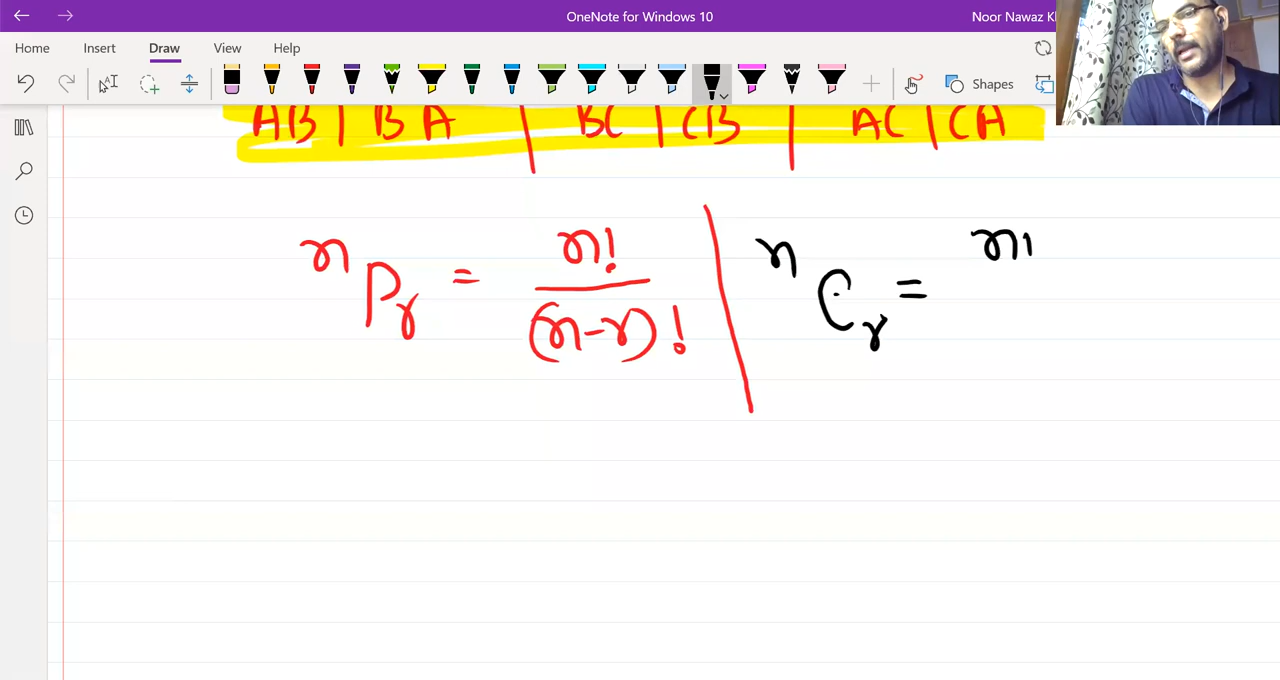 OneNote for Windows 10
Noor Nawaz Kh
Home Insert Draw View Help
Shapes
AB | BA | BC | CB | AC | CA
ⁿPᵣ = n! / (n-r)! | ⁿCᵣ = n!